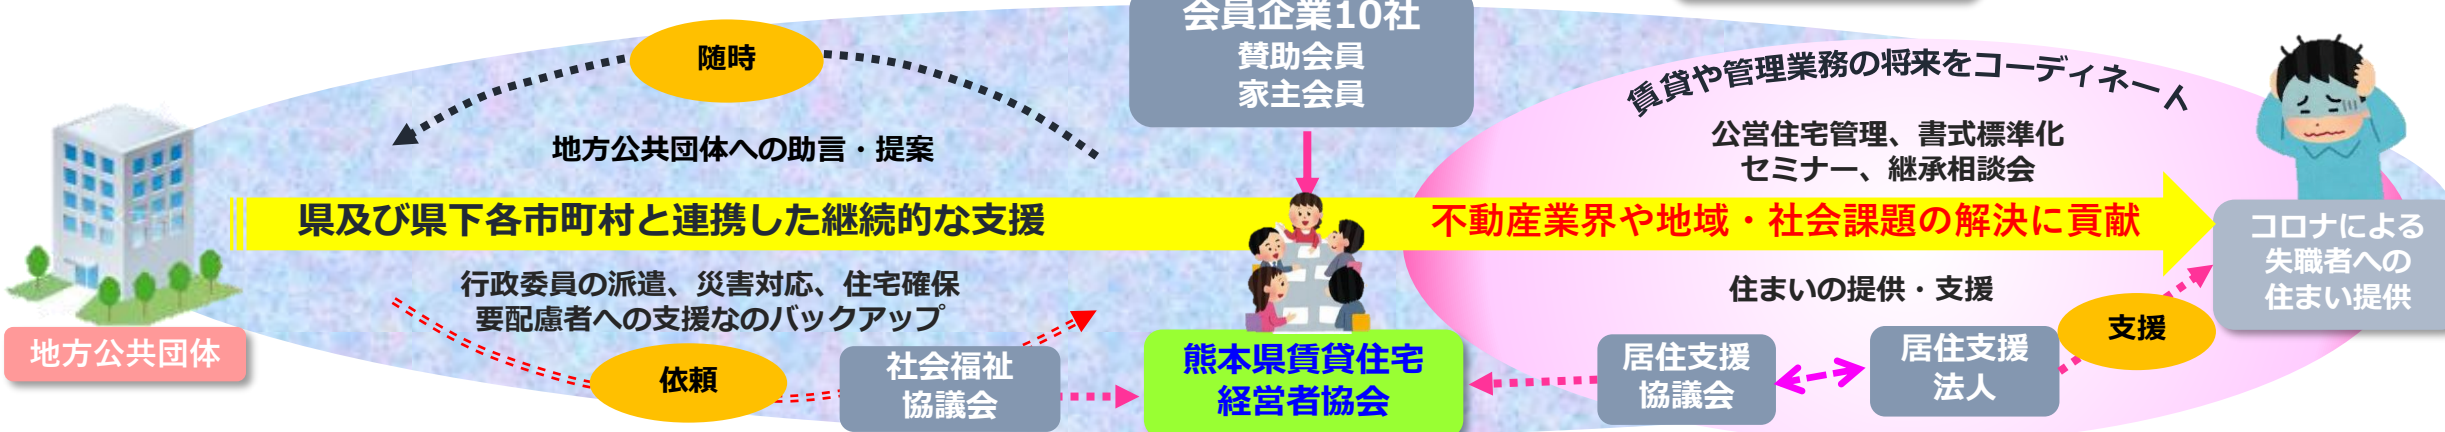 会員企業10社
賛助会員
家主会員
随時
地方公共団体への助言・提案
賃貸や管理業務の将来をコーディネート
公営住宅管理、書式標準化
セミナー、継承相談会
県及び県下各市町村と連携した継続的な支援
不動産業界や地域・社会課題の解決に貢献
コロナによる
失職者への
住まい提供
行政委員の派遣、災害対応、住宅確保
要配慮者への支援なのバックアップ
住まいの提供・支援
地方公共団体
依頼
社会福祉
協議会
熊本県賃貸住宅
経営者協会
居住支援
協議会
居住支援
法人
支援